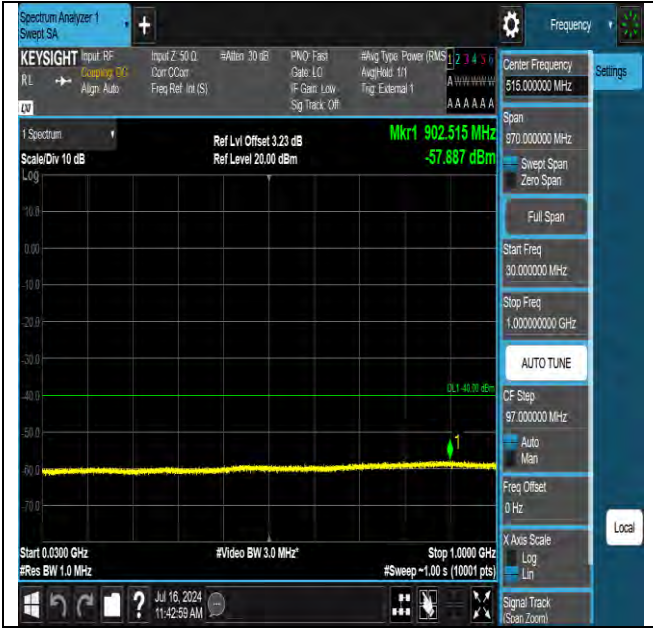 Spectrum Analyzer 1
Swept SA
+
Frequency
KEYSIGHT
Input: RF
Coupling: DC
Align: Auto
RL
LXI
Input Z: 50 Ω
Corr CCorr
Freq Ref: Int (S)
#Atten: 30 dB
PNO: Fast
Gate: LO
IF Gain: Low
Sig Track: Off
#Avg Type: Power (RMS)
Avg|Hold: 1/1
Trig: External 1
1 2 3 4 5 6
A W W W W W
A A A A A A
1 Spectrum
Scale/Div 10 dB
Log
Ref Lvl Offset 3.23 dB
Ref Level 20.00 dBm
Mkr1 902.515 MHz
-57.887 dBm
10.0
0.00
-10.0
-20.0
-30.0
-40.0
-50.0
-60.0
-70.0
DL1 -40.00 dBm
1
Start 0.0300 GHz
#Res BW 1.0 MHz
#Video BW 3.0 MHz*
Stop 1.0000 GHz
#Sweep ~1.00 s (10001 pts)
Center Frequency
515.000000 MHz
Settings
Span
970.000000 MHz
Swept Span
Zero Span
Full Span
Start Freq
30.000000 MHz
Stop Freq
1.000000000 GHz
AUTO TUNE
CF Step
97.000000 MHz
Auto
Man
Freq Offset
0 Hz
X Axis Scale
Log
Lin
Local
Signal Track
(Span Zoom)
?
Jul 16, 2024
11:42:59 AM